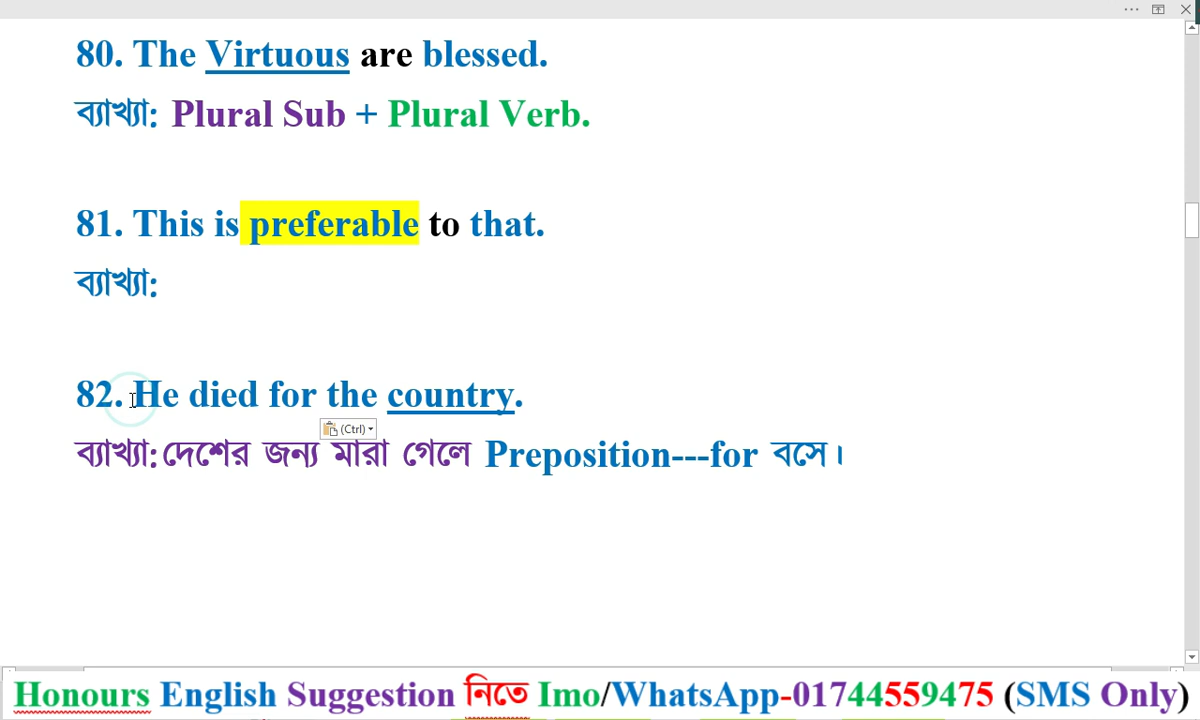 80. The Virtuous are blessed.
ব্যাখ্যা: Plural Sub + Plural Verb.
81. This is preferable to that.
ব্যাখ্যা:
82. He died for the country.
(Ctrl)
ব্যাখ্যা:দেশের জন্য মারা গেলে Preposition---for বসে।
Honours English Suggestion নিতে Imo/WhatsApp-01744559475 (SMS Only)